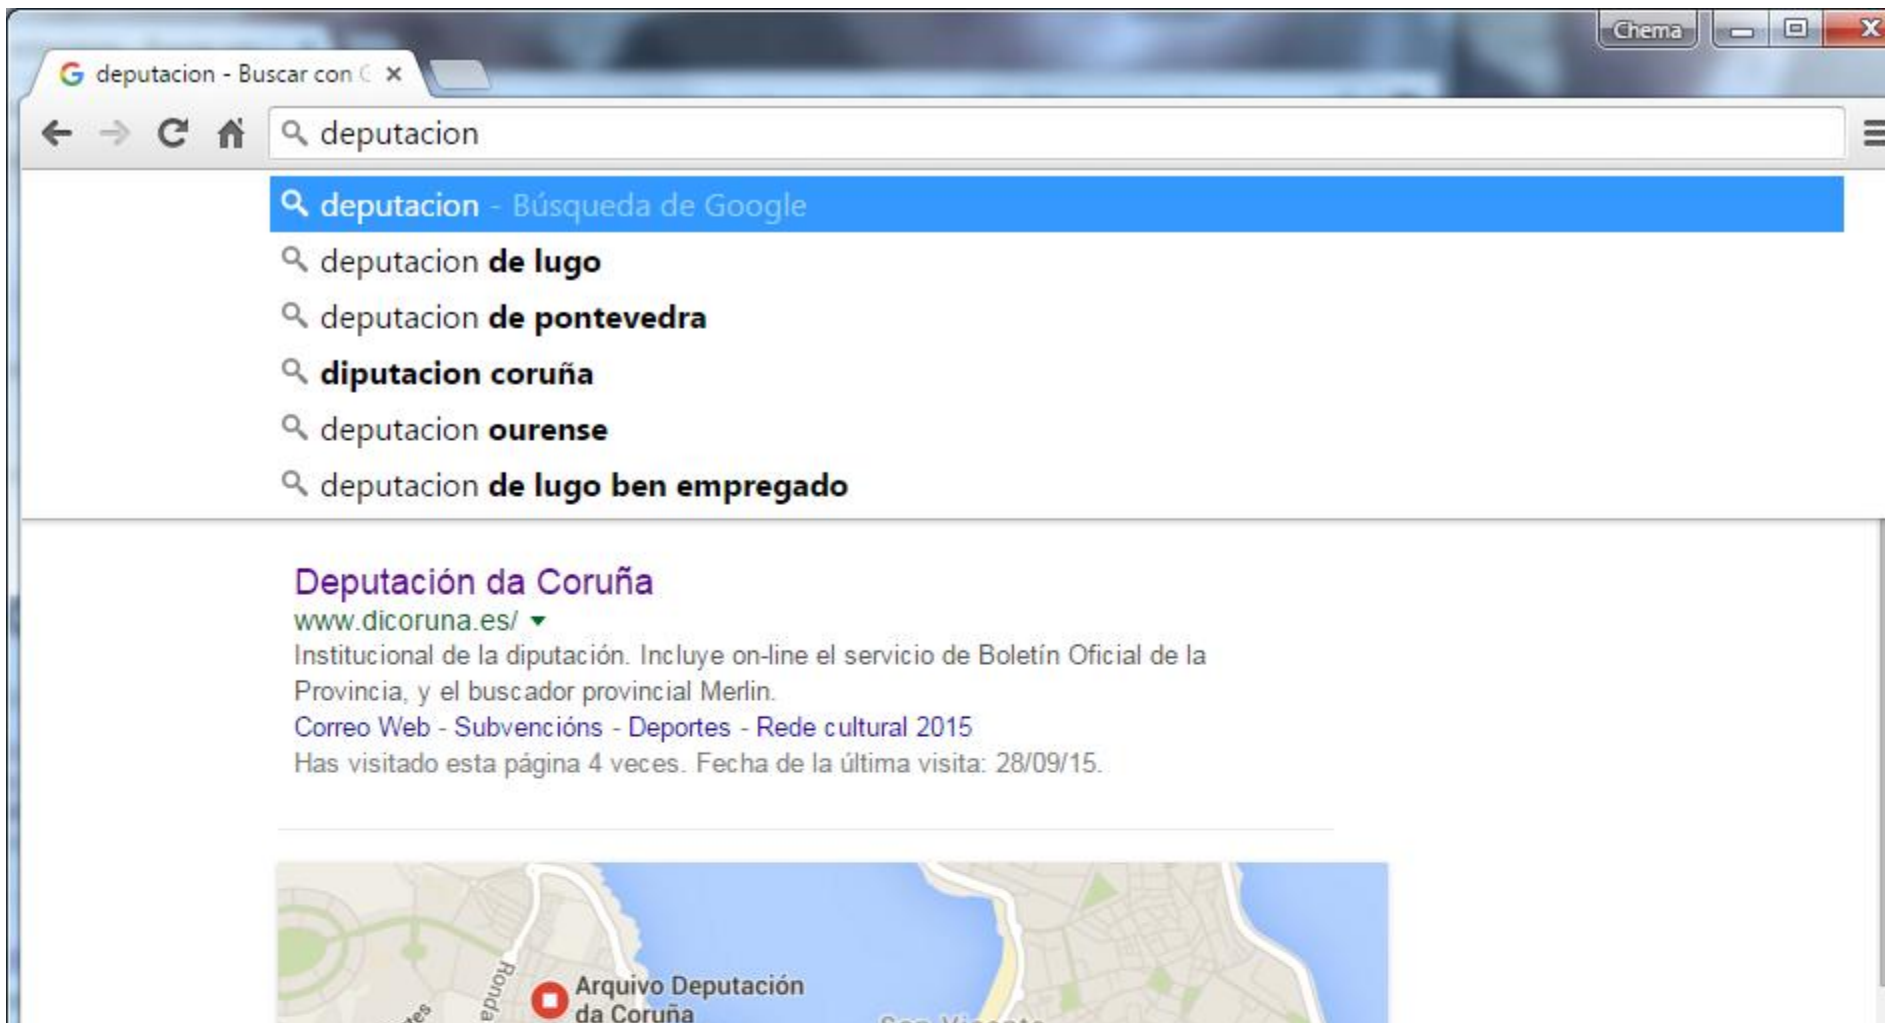 Chema
deputacion - Buscar con G
deputacion
deputacion - Búsqueda de Google
deputacion de lugo
deputacion de pontevedra
diputacion coruña
deputacion ourense
deputacion de lugo ben empregado
Deputación da Coruña
www.dicoruna.es/
Institucional de la diputación. Incluye on-line el servicio de Boletín Oficial de la
Provincia, y el buscador provincial Merlin.
Correo Web - Subvencións - Deportes - Rede cultural 2015
Has visitado esta página 4 veces. Fecha de la última visita: 28/09/15.
Ronda
Arquivo Deputación
da Coruña